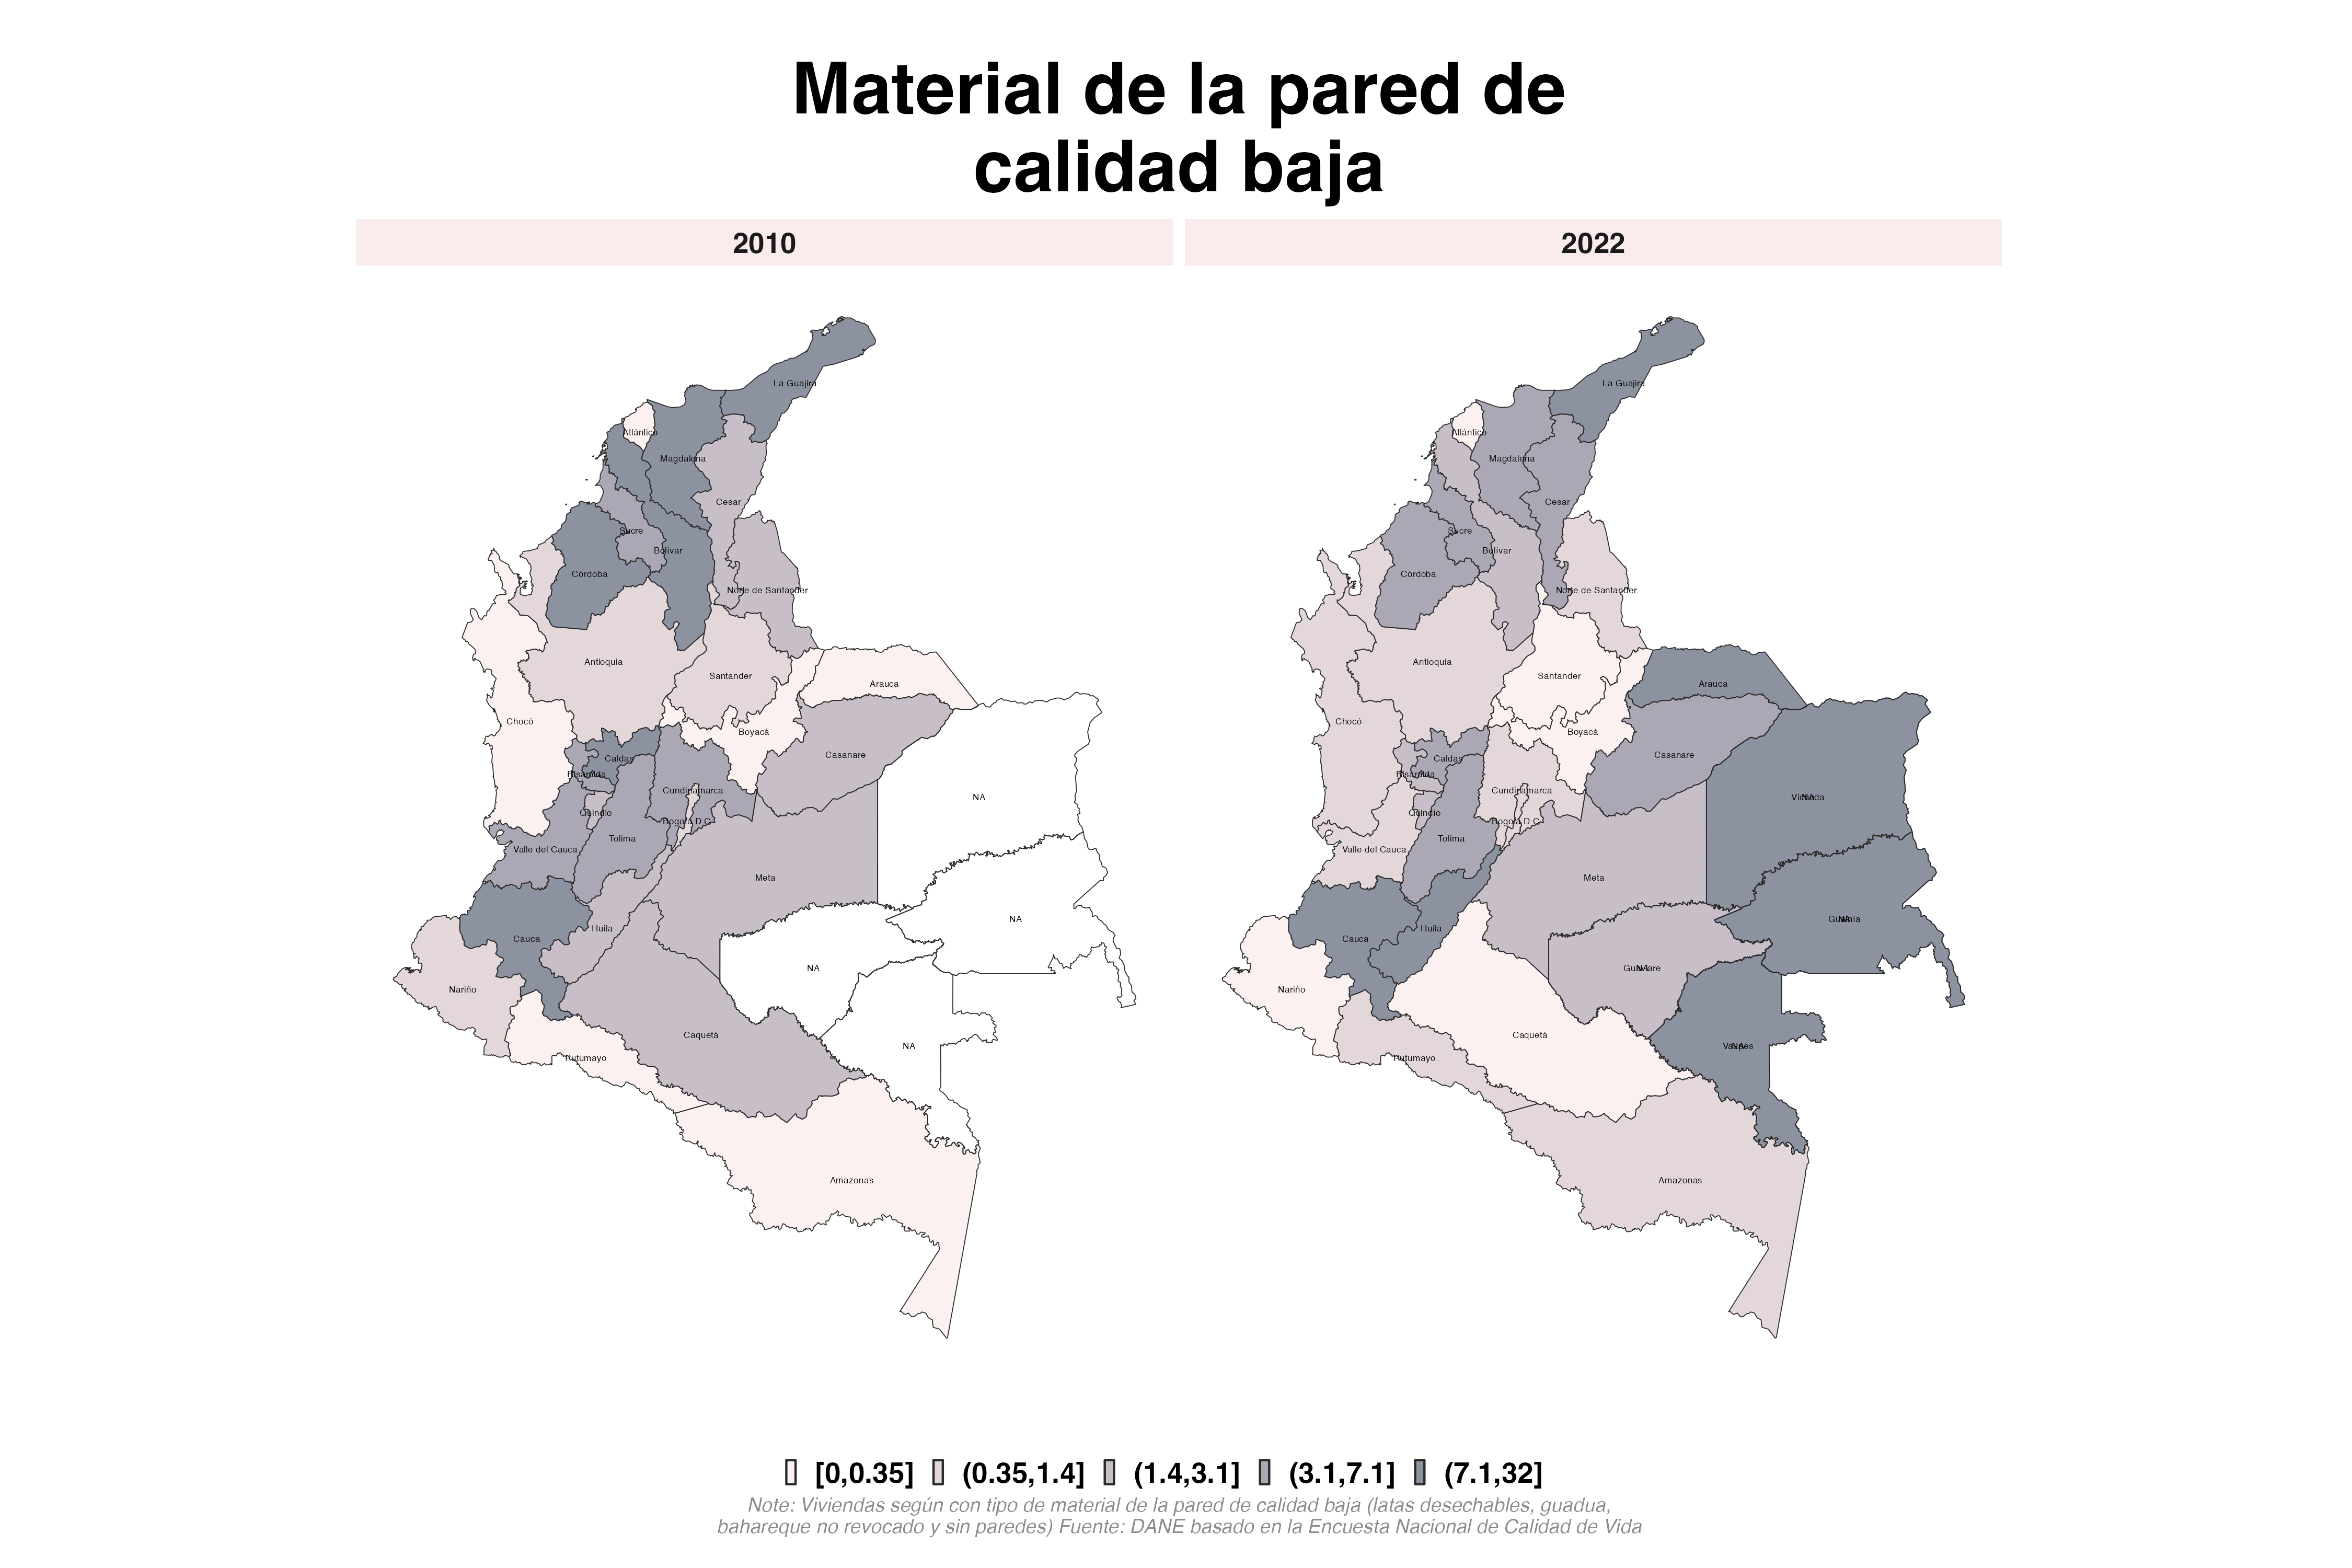 Material de la pared de
calidad baja
2010
2022
La Guajira
Atlántico
Magdalena
Cesar
Sucre
Bolívar
Córdoba
Norte de Santander
Antioquia
Santander
Arauca
Chocó
Boyacá
Casanare
Caldas
Risaralda
Cundinamarca
NA
Quindío
Bogotá D.C.
Tolima
Valle del Cauca
Meta
NA
Huila
Cauca
NA
Nariño
Caquetá
NA
Putumayo
Amazonas
La Guajira
Atlántico
Magdalena
Cesar
Sucre
Bolívar
Córdoba
Norte de Santander
Antioquia
Santander
Arauca
Chocó
Boyacá
Casanare
Caldas
Risaralda
Cundinamarca
Vichada
NA
Quindío
Bogotá D.C.
Tolima
Valle del Cauca
Meta
Guainía
NA
Huila
Cauca
Guaviare
NA
Nariño
Caquetá
Vaupés
NA
Putumayo
Amazonas
[0,0.35] (0.35,1.4] (1.4,3.1] (3.1,7.1] (7.1,32]
Note: Viviendas según con tipo de material de la pared de calidad baja (latas desechables, guadua,
bahareque no revocado y sin paredes) Fuente: DANE basado en la Encuesta Nacional de Calidad de Vida